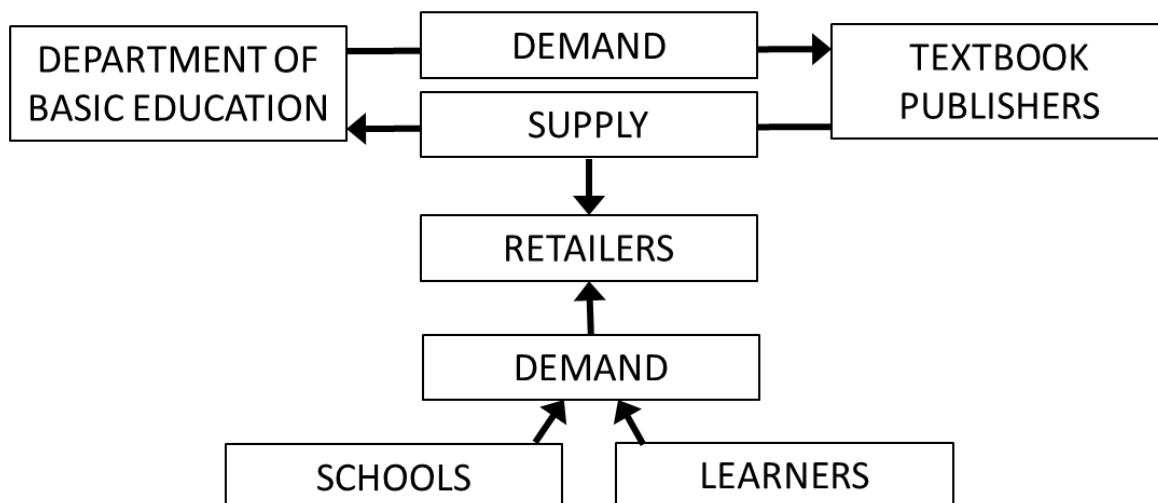 DEPARTMENT OF
BASIC EDUCATION
DEMAND
SUPPLY
TEXTBOOK
PUBLISHERS
RETAILERS
DEMAND
SCHOOLS
LEARNERS